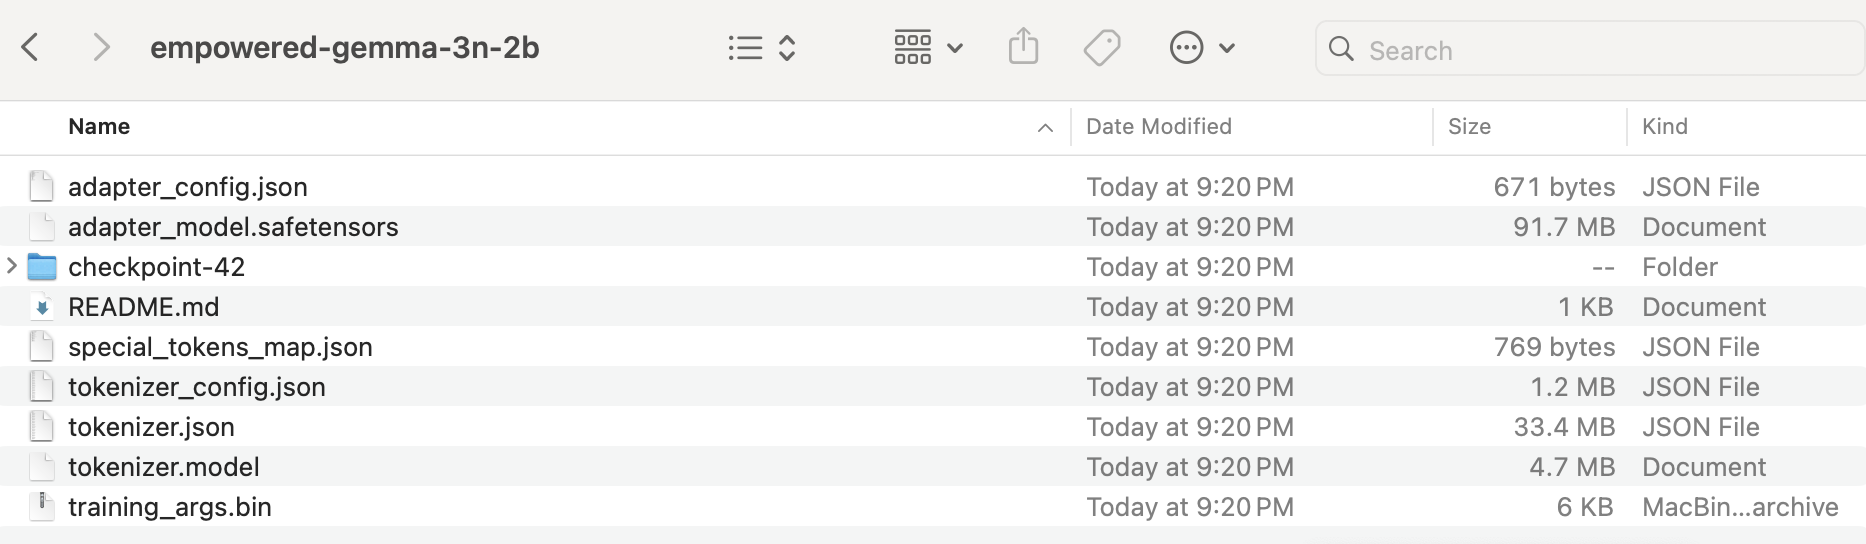 empowered-gemma-3n-2b
Search
Name Date Modified Size Kind
adapter_config.json Today at 9:20 PM 671 bytes JSON File
adapter_model.safetensors Today at 9:20 PM 91.7 MB Document
checkpoint-42 Today at 9:20 PM -- Folder
README.md Today at 9:20 PM 1 KB Document
special_tokens_map.json Today at 9:20 PM 769 bytes JSON File
tokenizer_config.json Today at 9:20 PM 1.2 MB JSON File
tokenizer.json Today at 9:20 PM 33.4 MB JSON File
tokenizer.model Today at 9:20 PM 4.7 MB Document
training_args.bin Today at 9:20 PM 6 KB MacBin...archive